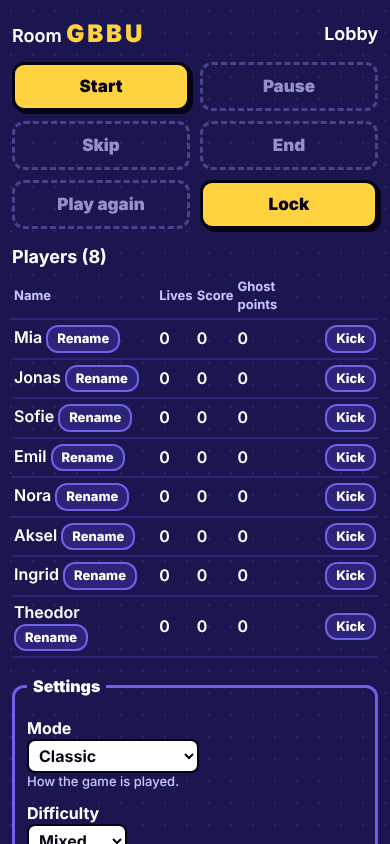 Room GBBU Lobby
Start Pause
Skip End
Play again Lock
Players (8)
Name Lives Score Ghost points
Mia Rename 0 0 0 Kick
Jonas Rename 0 0 0 Kick
Sofie Rename 0 0 0 Kick
Emil Rename 0 0 0 Kick
Nora Rename 0 0 0 Kick
Aksel Rename 0 0 0 Kick
Ingrid Rename 0 0 0 Kick
Theodor
Rename 0 0 0 Kick
Settings
Mode
Classic
How the game is played.
Difficulty
Mixed